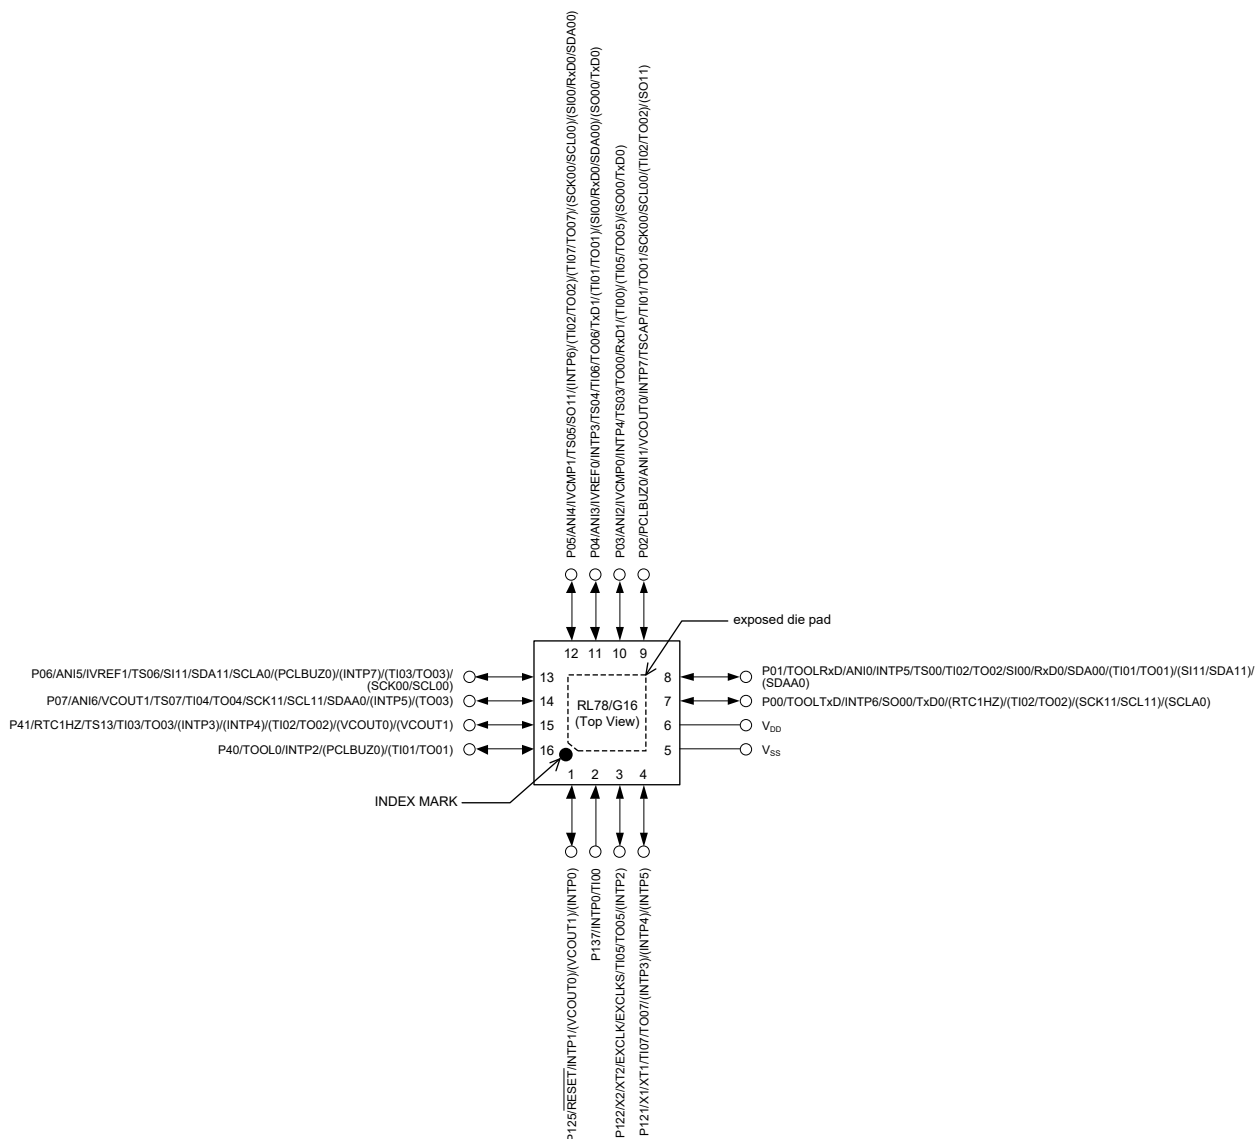 P05/ANI4/IVCMP1/TS05/SO11/(INTP6)/(TI02/TO02)/(TI07/TO07)/(SCK00/SCL00)/(SI00/RxD0/SDA00)
P04/ANI3/IVREF0/INTP3/TS04/TI06/TO06/TxD1/(TI01/TO01)/(SI00/RxD0/SDA00)/(SO00/TxD0)
P03/ANI2/IVCMP0/INTP4/TS03/TO00/RxD1/(TI00)/(TI05/TO05)/(SO00/TxD0)
P02/PCLBUZ0/ANI1/VCOUT0/INTP7/TSCAP/TI01/TO01/SCK00/SCL00/(TI02/TO02)/(SO11)
exposed die pad
12 11 10 9
P06/ANI5/IVREF1/TS06/SI11/SDA11/SCLA0/(PCLBUZ0)/(INTP7)/(TI03/TO03)/
(SCK00/SCL00)
13
8
P01/TOOLRxD/ANI0/INTP5/TS00/TI02/TO02/SI00/RxD0/SDA00/(TI01/TO01)/(SI11/SDA11)/
(SDAA0)
P07/ANI6/VCOUT1/TS07/TI04/TO04/SCK11/SCL11/SDAA0/(INTP5)/(TO03)
14
RL78/G16
(Top View)
7
P00/TOOLTxD/INTP6/SO00/TxD0/(RTC1HZ)/(TI02/TO02)/(SCK11/SCL11)/(SCLA0)
P41/RTC1HZ/TS13/TI03/TO03/(INTP3)/(INTP4)/(TI02/TO02)/(VCOUT0)/(VCOUT1)
15
6
VDD
P40/TOOL0/INTP2/(PCLBUZ0)/(TI01/TO01)
16
5
VSS
1 2 3 4
INDEX MARK
P125/RESET/INTP1/(VCOUT0)/(VCOUT1)/(INTP0)
P137/INTP0/TI00
P122/X2/XT2/EXCLK/EXCLKS/TI05/TO05/(INTP2)
P121/X1/XT1/TI07/TO07/(INTP3)/(INTP4)/(INTP5)